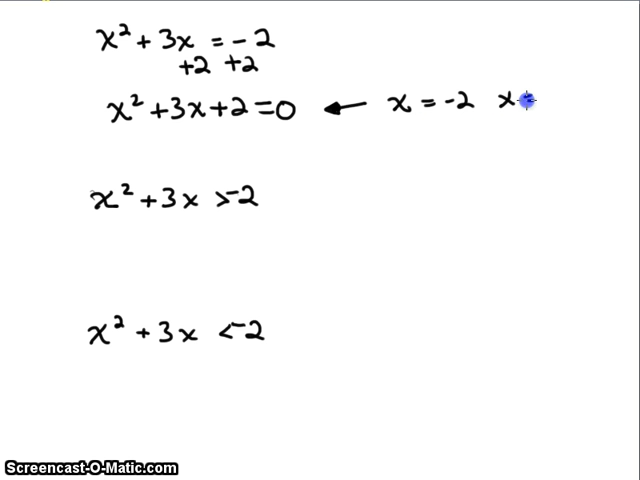 x² + 3x = -2
+2 +2
x² + 3x + 2 = 0 ← x = -2 x =
x² + 3x > -2
x² + 3x < -2
Screencast-O-Matic.com